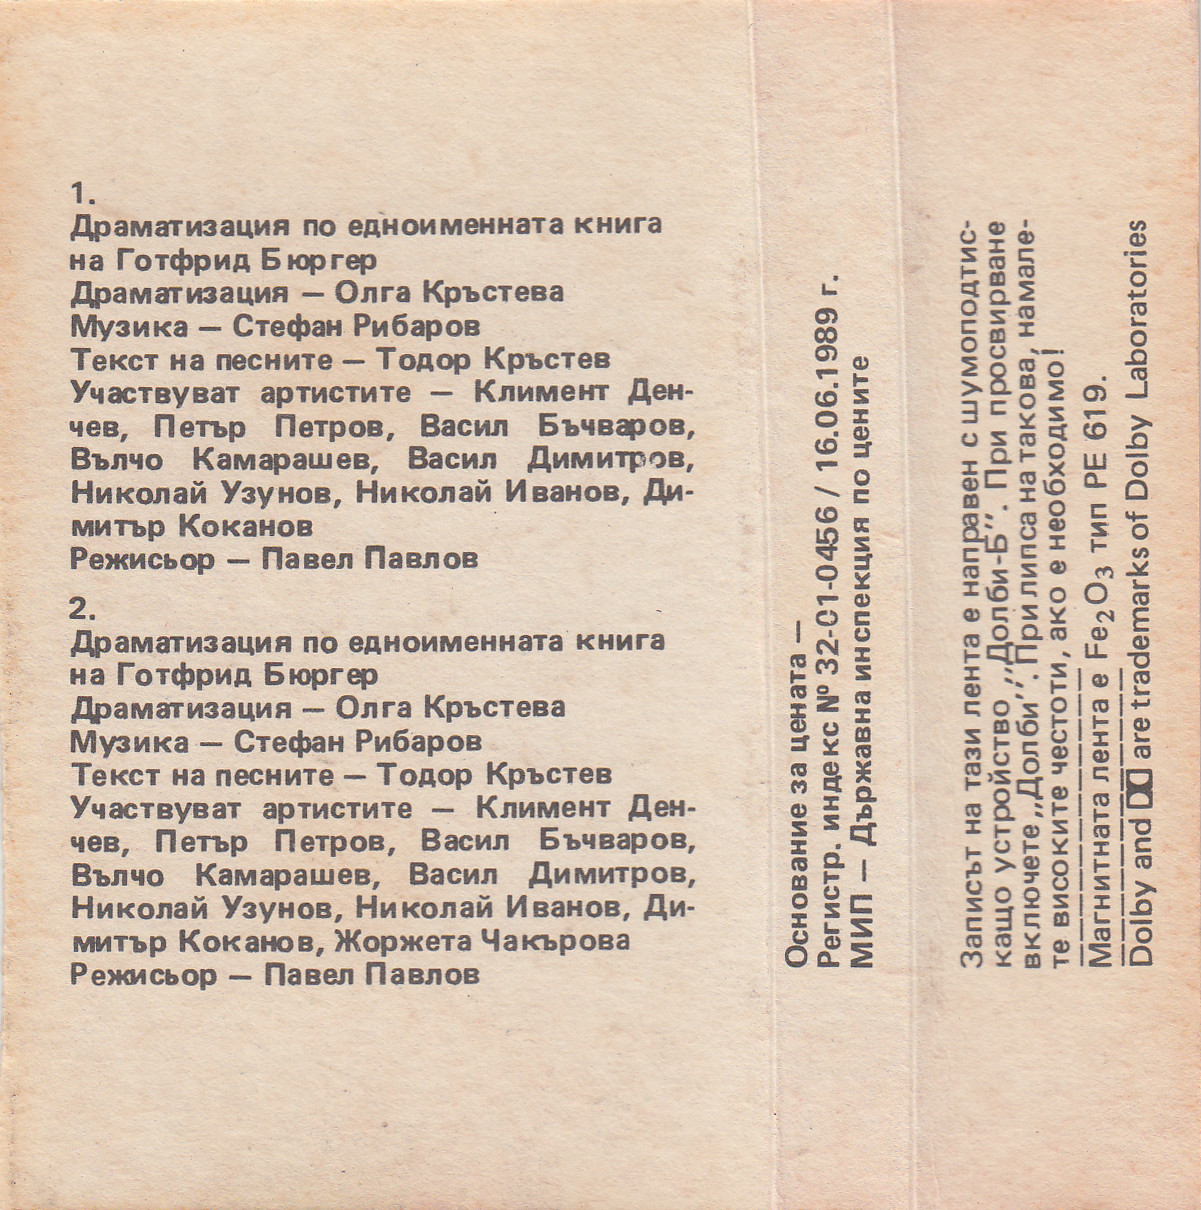 1.
Драматизация по едноименната книга
на Готфрид Бюргер
Драматизация — Олга Кръстева
Музика — Стефан Рибаров
Текст на песните — Тодор Кръстев
Участвуват артистите — Климент Ден-
чев, Петър Петров, Васил Бъчваров,
Вълчо Камарашев, Васил Димитров,
Николай Узунов, Николай Иванов, Ди-
митър Коканов
Режисьор — Павел Павлов
2.
Драматизация по едноименната книга
на Готфрид Бюргер
Драматизация — Олга Кръстева
Музика — Стефан Рибаров
Текст на песните — Тодор Кръстев
Участвуват артистите — Климент Ден-
чев, Петър Петров, Васил Бъчваров,
Вълчо Камарашев, Васил Димитров,
Николай Узунов, Николай Иванов, Ди-
митър Коканов, Жоржета Чакърова
Режисьор — Павел Павлов
Основание за цената —
Регистр. индекс № 32-01-0456 / 16.06.1989 г.
МИП — Държавна инспекция по цените
Записът на тази лента е направен с шумоподтис-
кащо устройство „Долби-Б”. При просвирване
включете „Долби”. При липса на такова, намале-
те високите честоти, ако е необходимо!
Магнитната лента е Fe2O3 тип РЕ 619.
Dolby and are trademarks of Dolby Laboratories